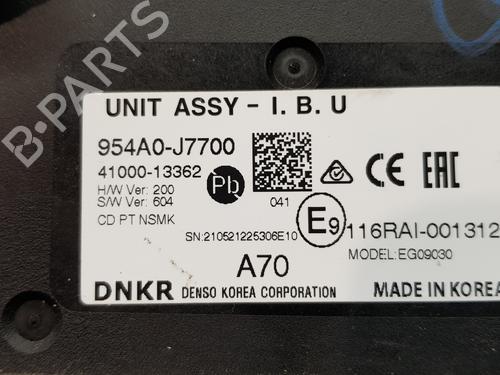 B-PARTS
UNIT ASSY - I. B. U
954A0-J7700
41000-13362
H/W Ver: 200
S/W Ver: 604
Pb
041
CE EAC
CD PT NSMK
E9
116RAI-001312
SN:210521225306E10
MODEL:EG09030
A70
DNKR DENSO KOREA CORPORATION
MADE IN KOREA